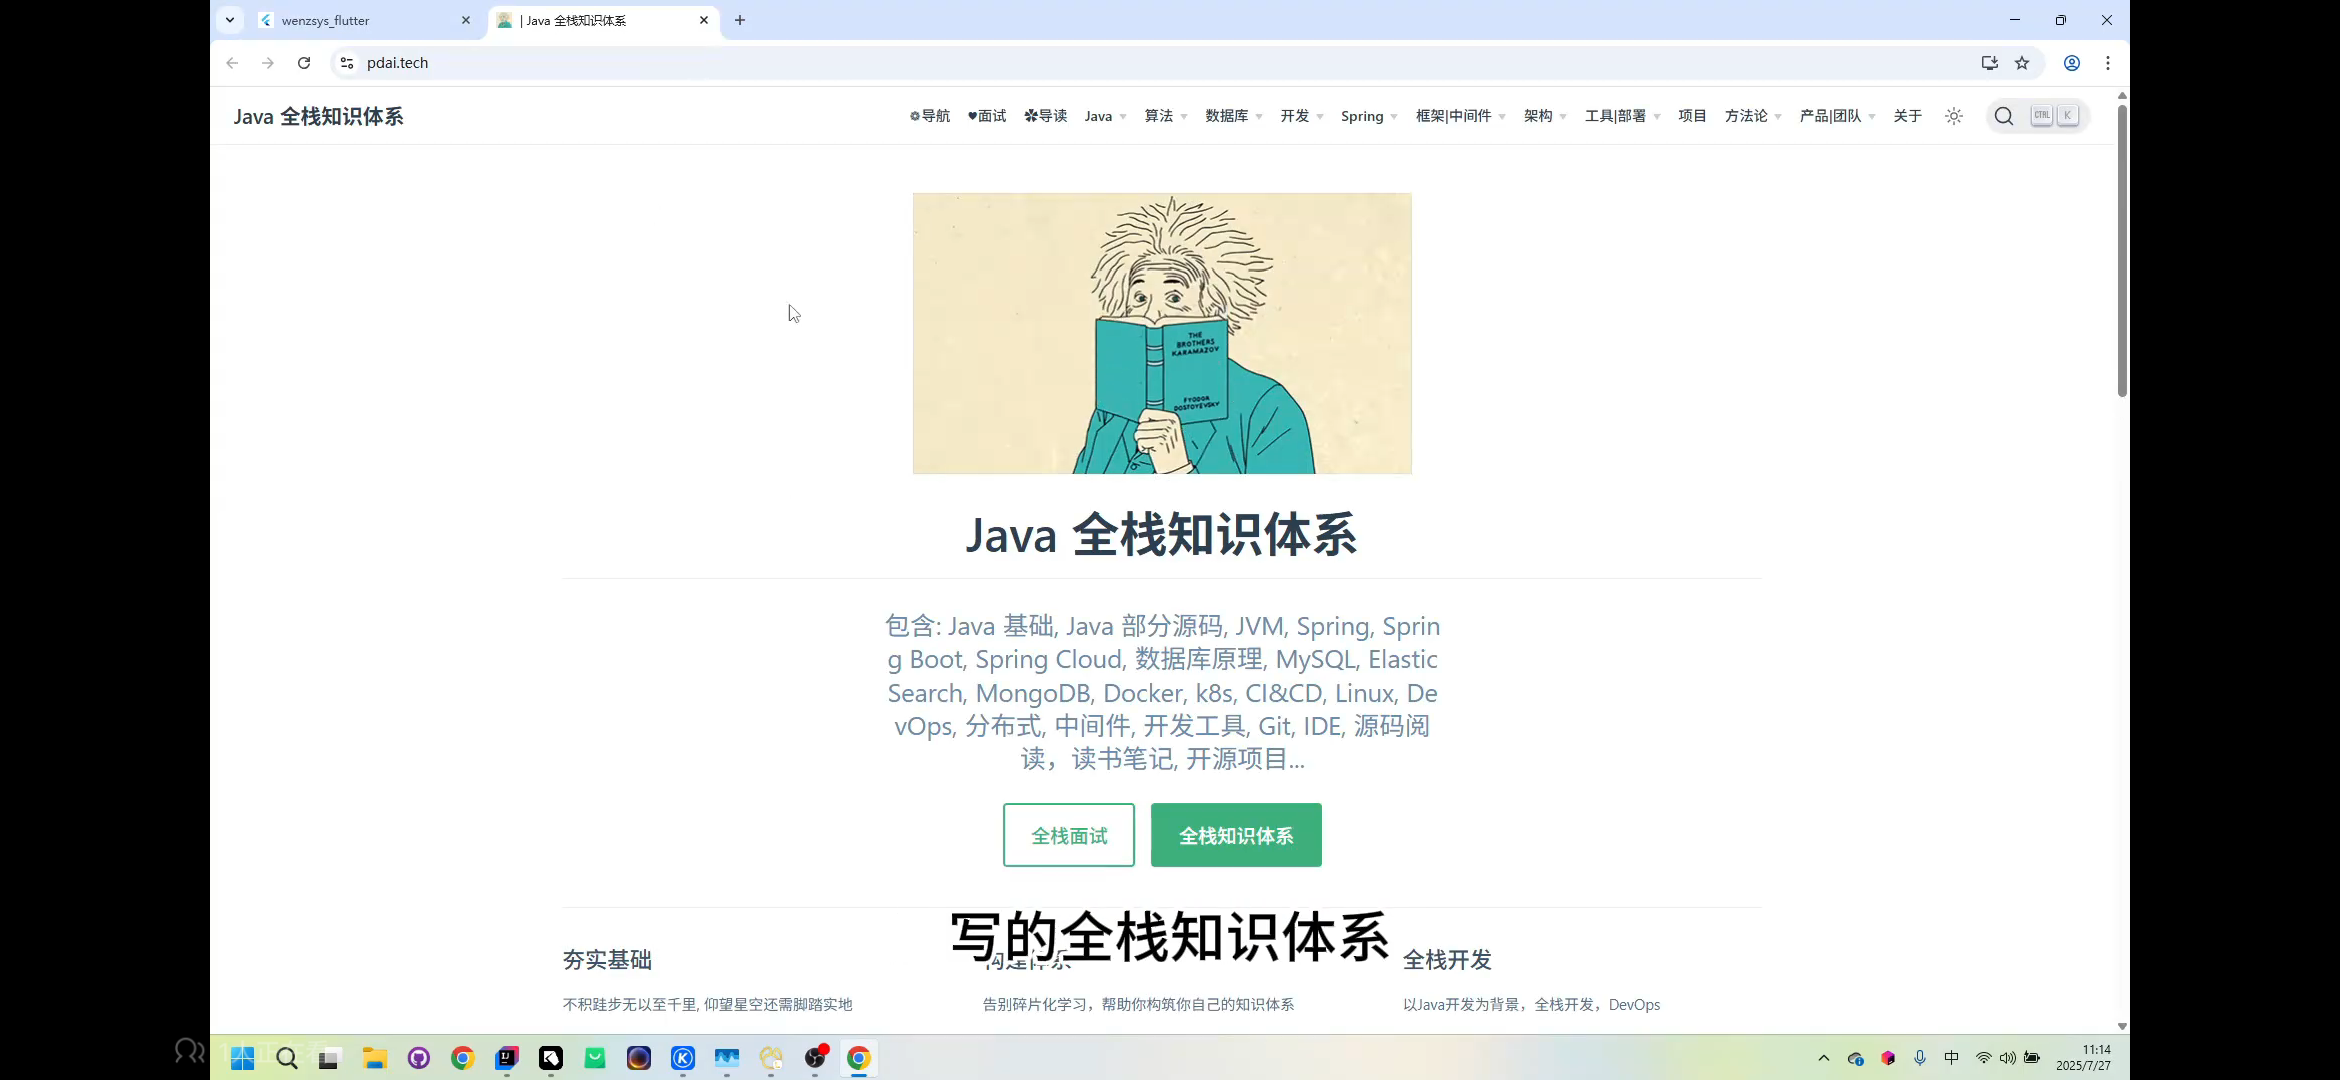 wenzsys_flutter
| Java 全栈知识体系
pdai.tech
Java 全栈知识体系
导航 面试 导读 Java 算法 数据库 开发 Spring 框架|中间件 架构 工具|部署 项目 方法论 产品|团队 关于 CTRL K
THE
BROTHERS
KARAMAZOV
FYODOR
DOSTOYEVSKY
Java 全栈知识体系
包含: Java 基础, Java 部分源码, JVM, Spring, Sprin
g Boot, Spring Cloud, 数据库原理, MySQL, Elastic
Search, MongoDB, Docker, k8s, CI&CD, Linux, De
vOps, 分布式, 中间件, 开发工具, Git, IDE, 源码阅
读，读书笔记, 开源项目...
全栈面试 全栈知识体系
写的全栈知识体系
夯实基础 构建体系 全栈开发
不积跬步无以至千里, 仰望星空还需脚踏实地 告别碎片化学习，帮助你构筑你自己的知识体系 以Java开发为背景，全栈开发，DevOps
中
11:14
2025/7/27